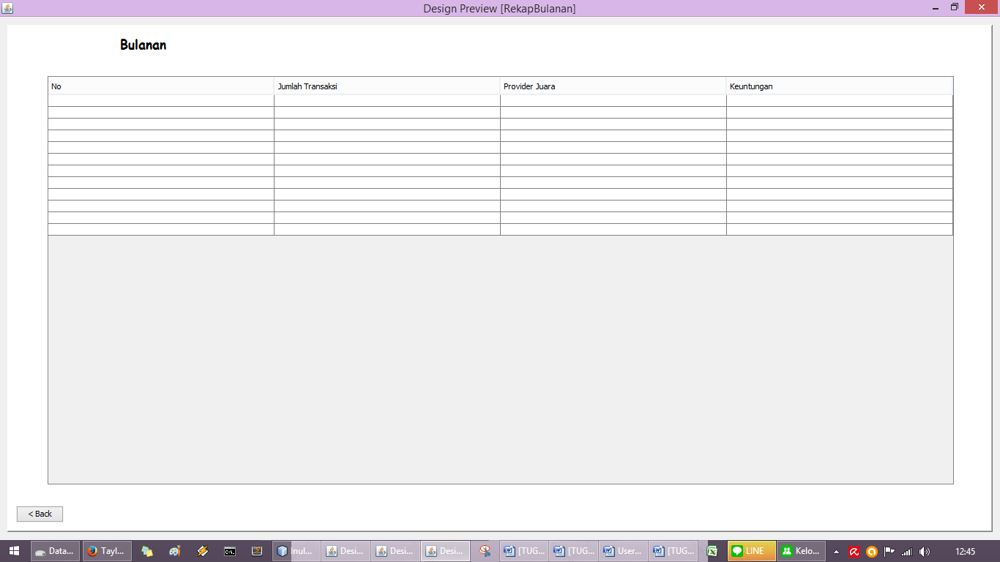 Design Preview [RekapBulanan]
Bulanan
No Jumlah Transaksi Provider Juara Keuntungan
< Back
Data... Tayl... C:\. Inul... Desi... Desi... Desi... [TUG... [TUG... User... [TUG... LINE Kelo... 12:45